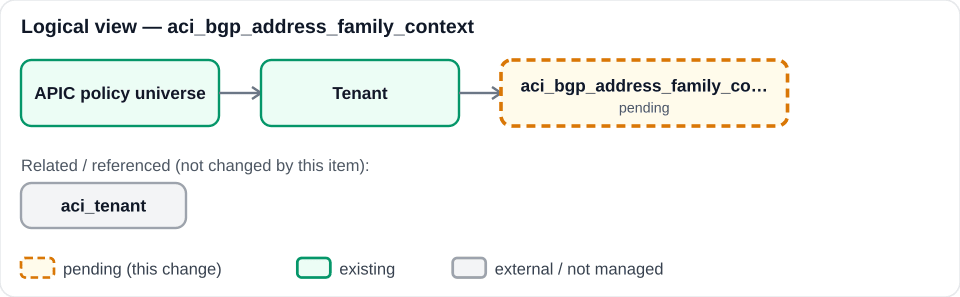 Logical view — aci_bgp_address_family_context
APIC policy universe
Tenant
aci_bgp_address_family_co…
pending
Related / referenced (not changed by this item):
aci_tenant
pending (this change)
existing
external / not managed